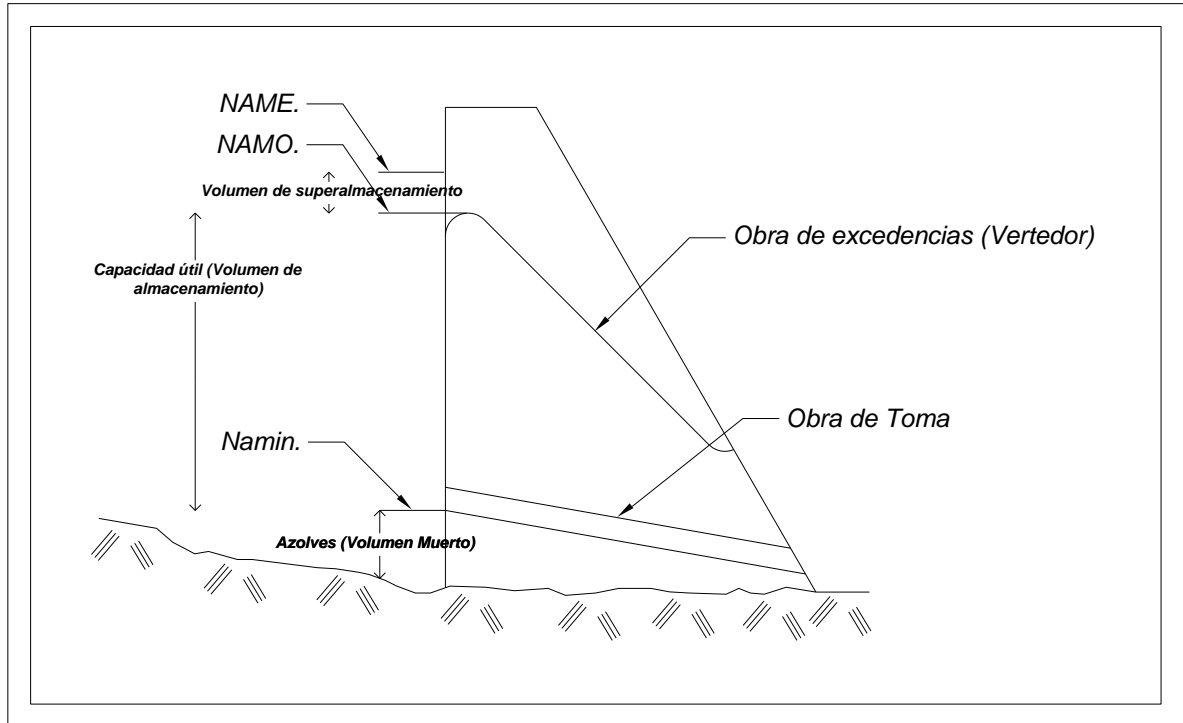 NAME.
NAMO.
Volumen de superalmacenamiento
Obra de excedencias (Vertedor)
Capacidad útil (Volumen de
almacenamiento)
Obra de Toma
Namin.
Azolves (Volumen Muerto)